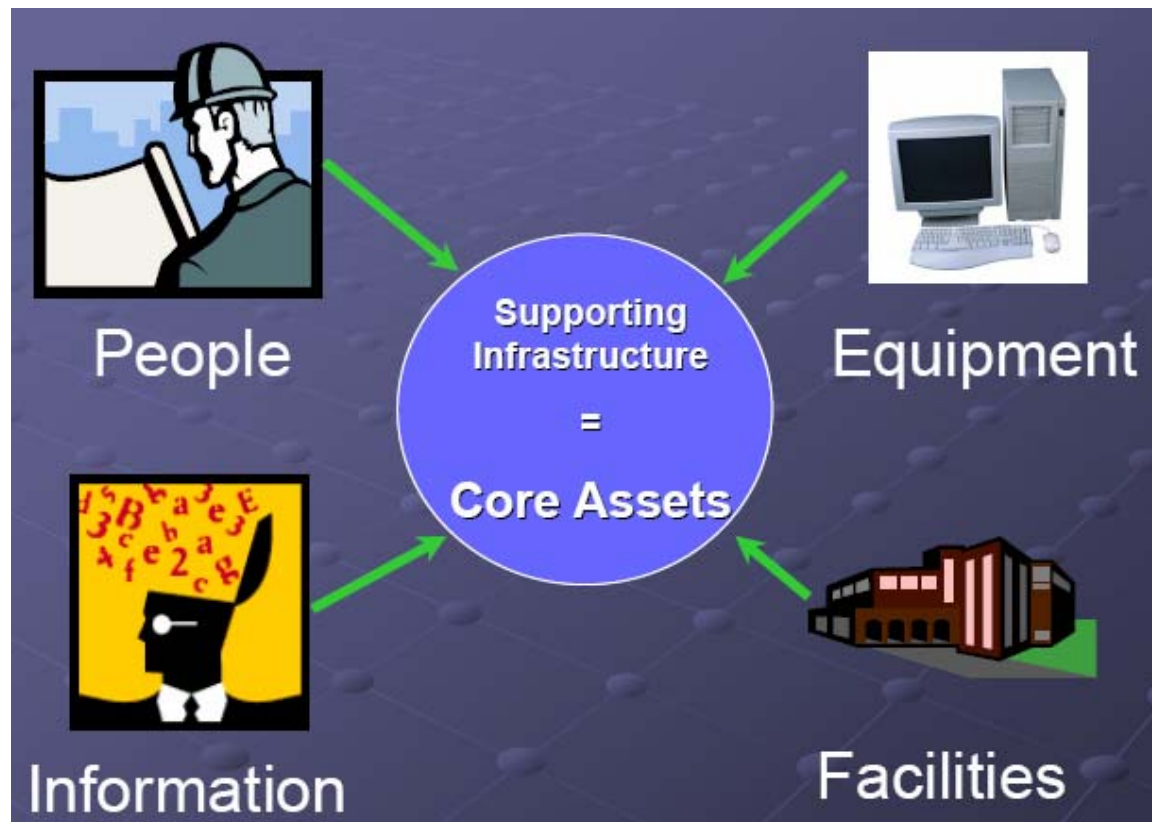 People
Equipment
Supporting
Infrastructure
=
Core Assets
Information
Facilities